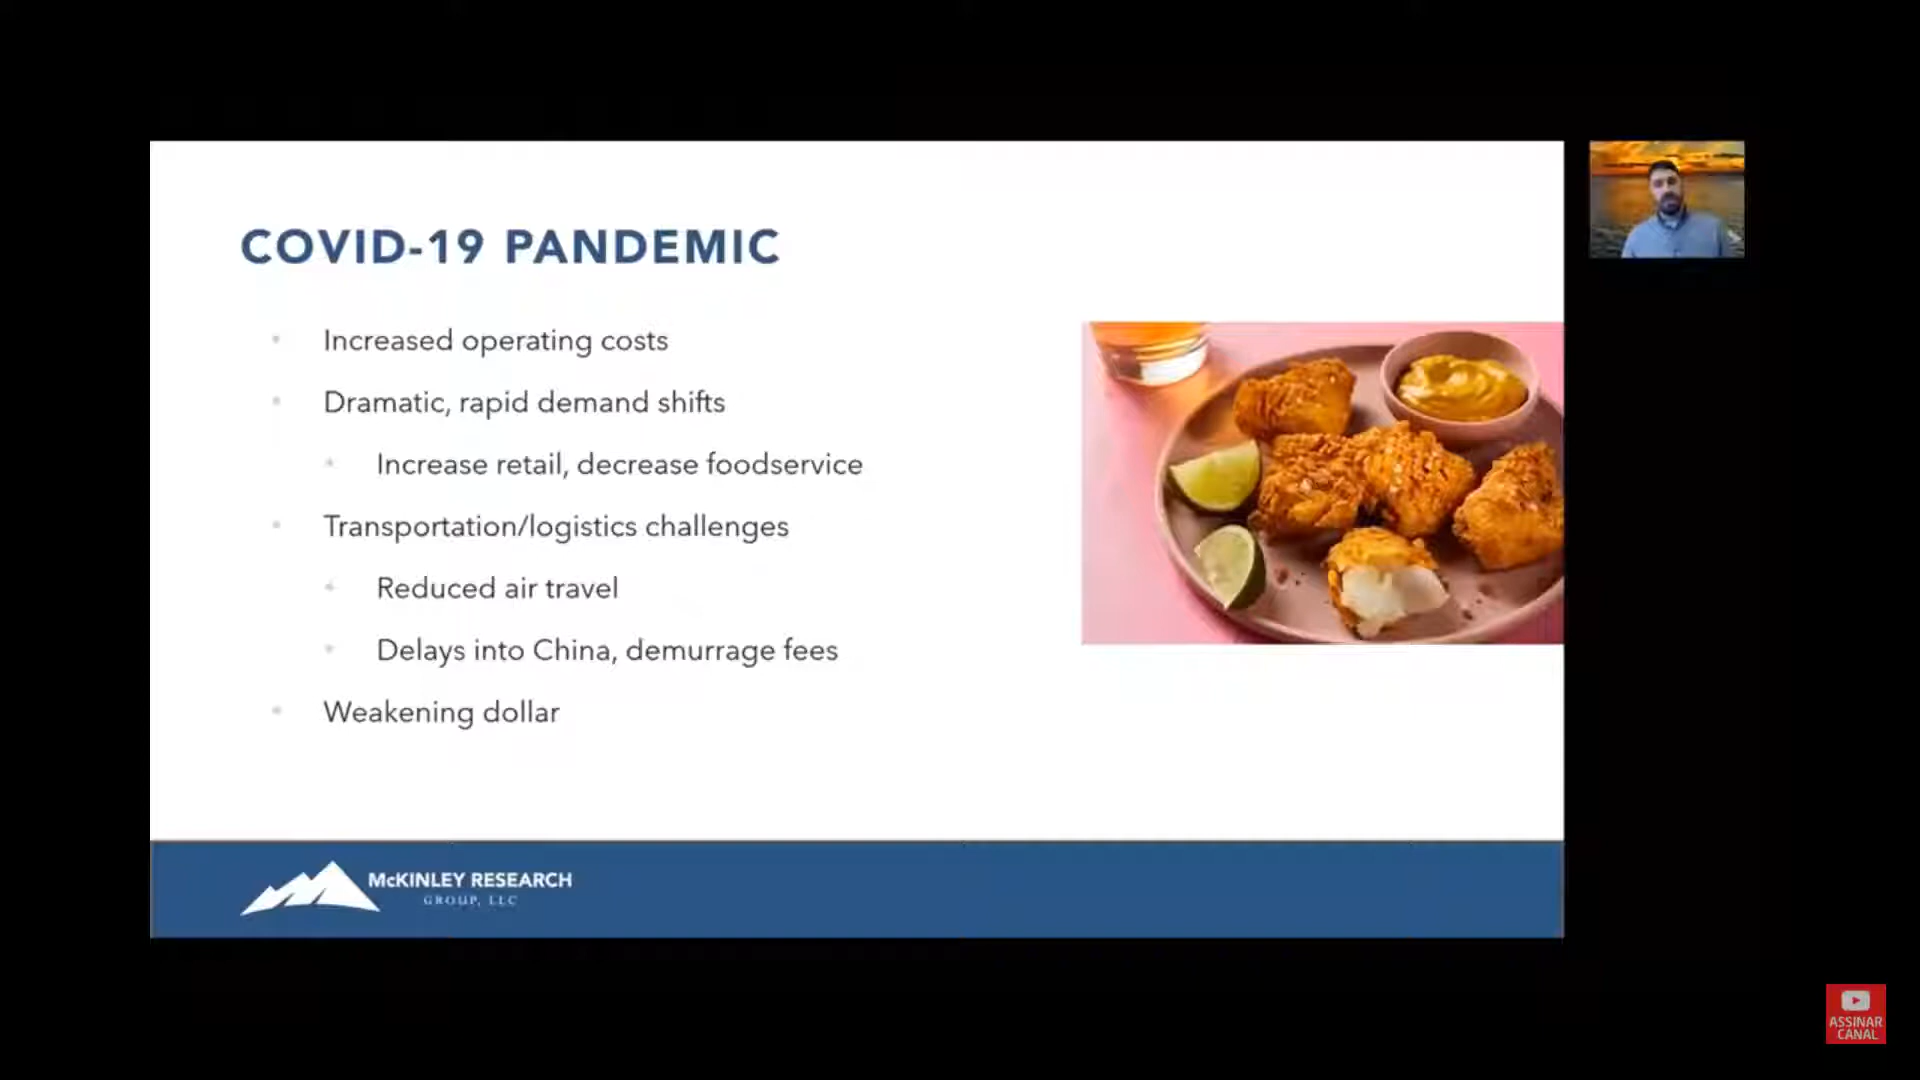 COVID-19 PANDEMIC
Increased operating costs
Dramatic, rapid demand shifts
Increase retail, decrease foodservice
Transportation/logistics challenges
Reduced air travel
Delays into China, demurrage fees
Weakening dollar
McKINLEY RESEARCH
GROUP, LLC
ASSINAR
CANAL